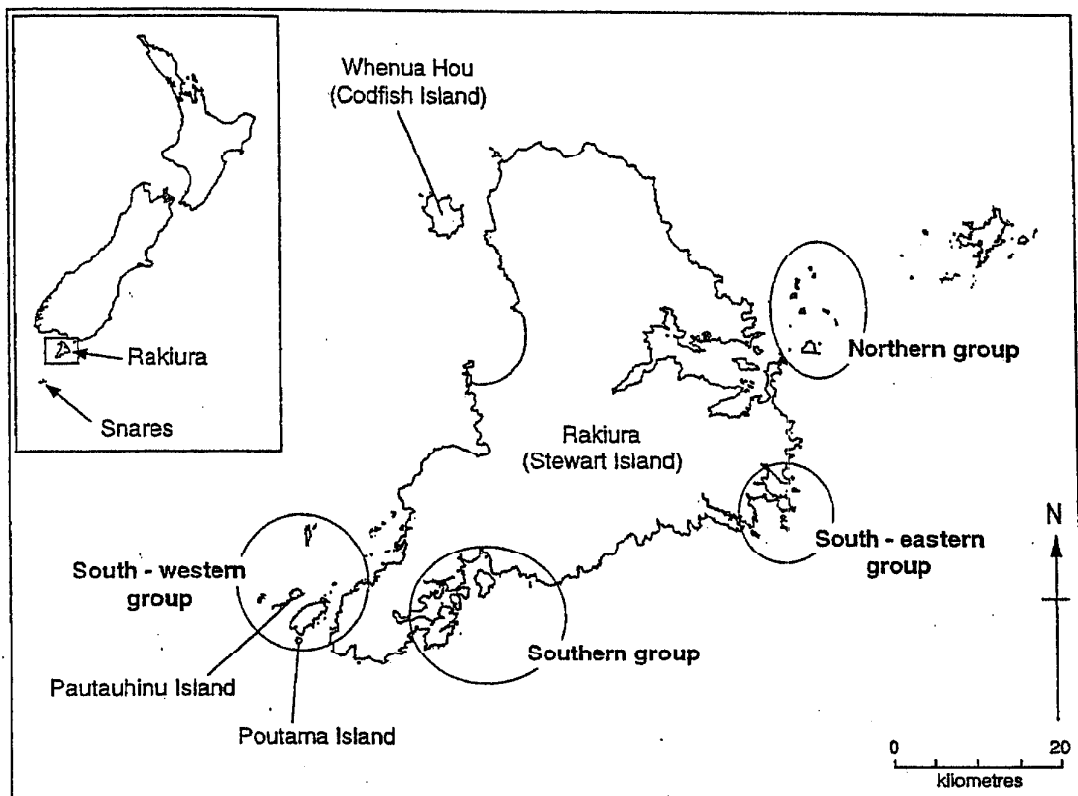 Whenua Hou
(Codfish Island)
Rakiura
Snares
Northern group
Rakiura
(Stewart Island)
South - eastern
group
N
South - western
group
Southern group
Pautauhinu Island
Poutama Island
0 20
kilometres